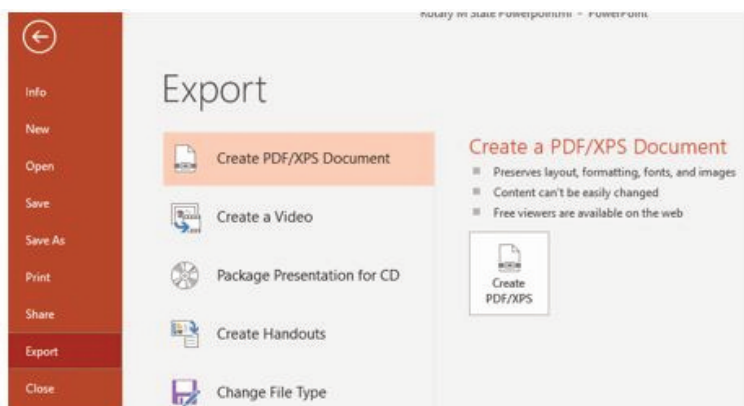 PowerPoint
Info
New
Open
Save
Save As
Print
Share
Export
Close
Export
Create PDF/XPS Document
Create a Video
Package Presentation for CD
Create Handouts
Change File Type
Create a PDF/XPS Document
Preserves layout, formatting, fonts, and images
Content can't be easily changed
Free viewers are available on the web
Create
PDF/XPS